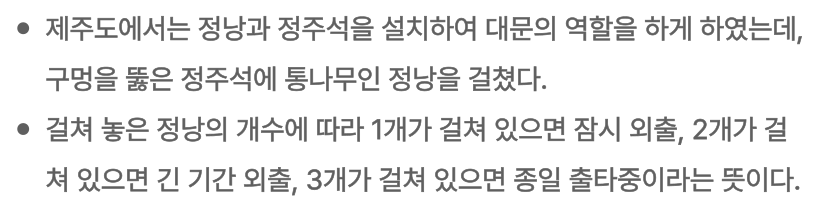 • 제주도에서는 정낭과 정주석을 설치하여 대문의 역할을 하게 하였는데,
구멍을 뚫은 정주석에 통나무인 정낭을 걸쳤다.
• 걸쳐 놓은 정낭의 개수에 따라 1개가 걸쳐 있으면 잠시 외출, 2개가 걸
쳐 있으면 긴 기간 외출, 3개가 걸쳐 있으면 종일 출타중이라는 뜻이다.